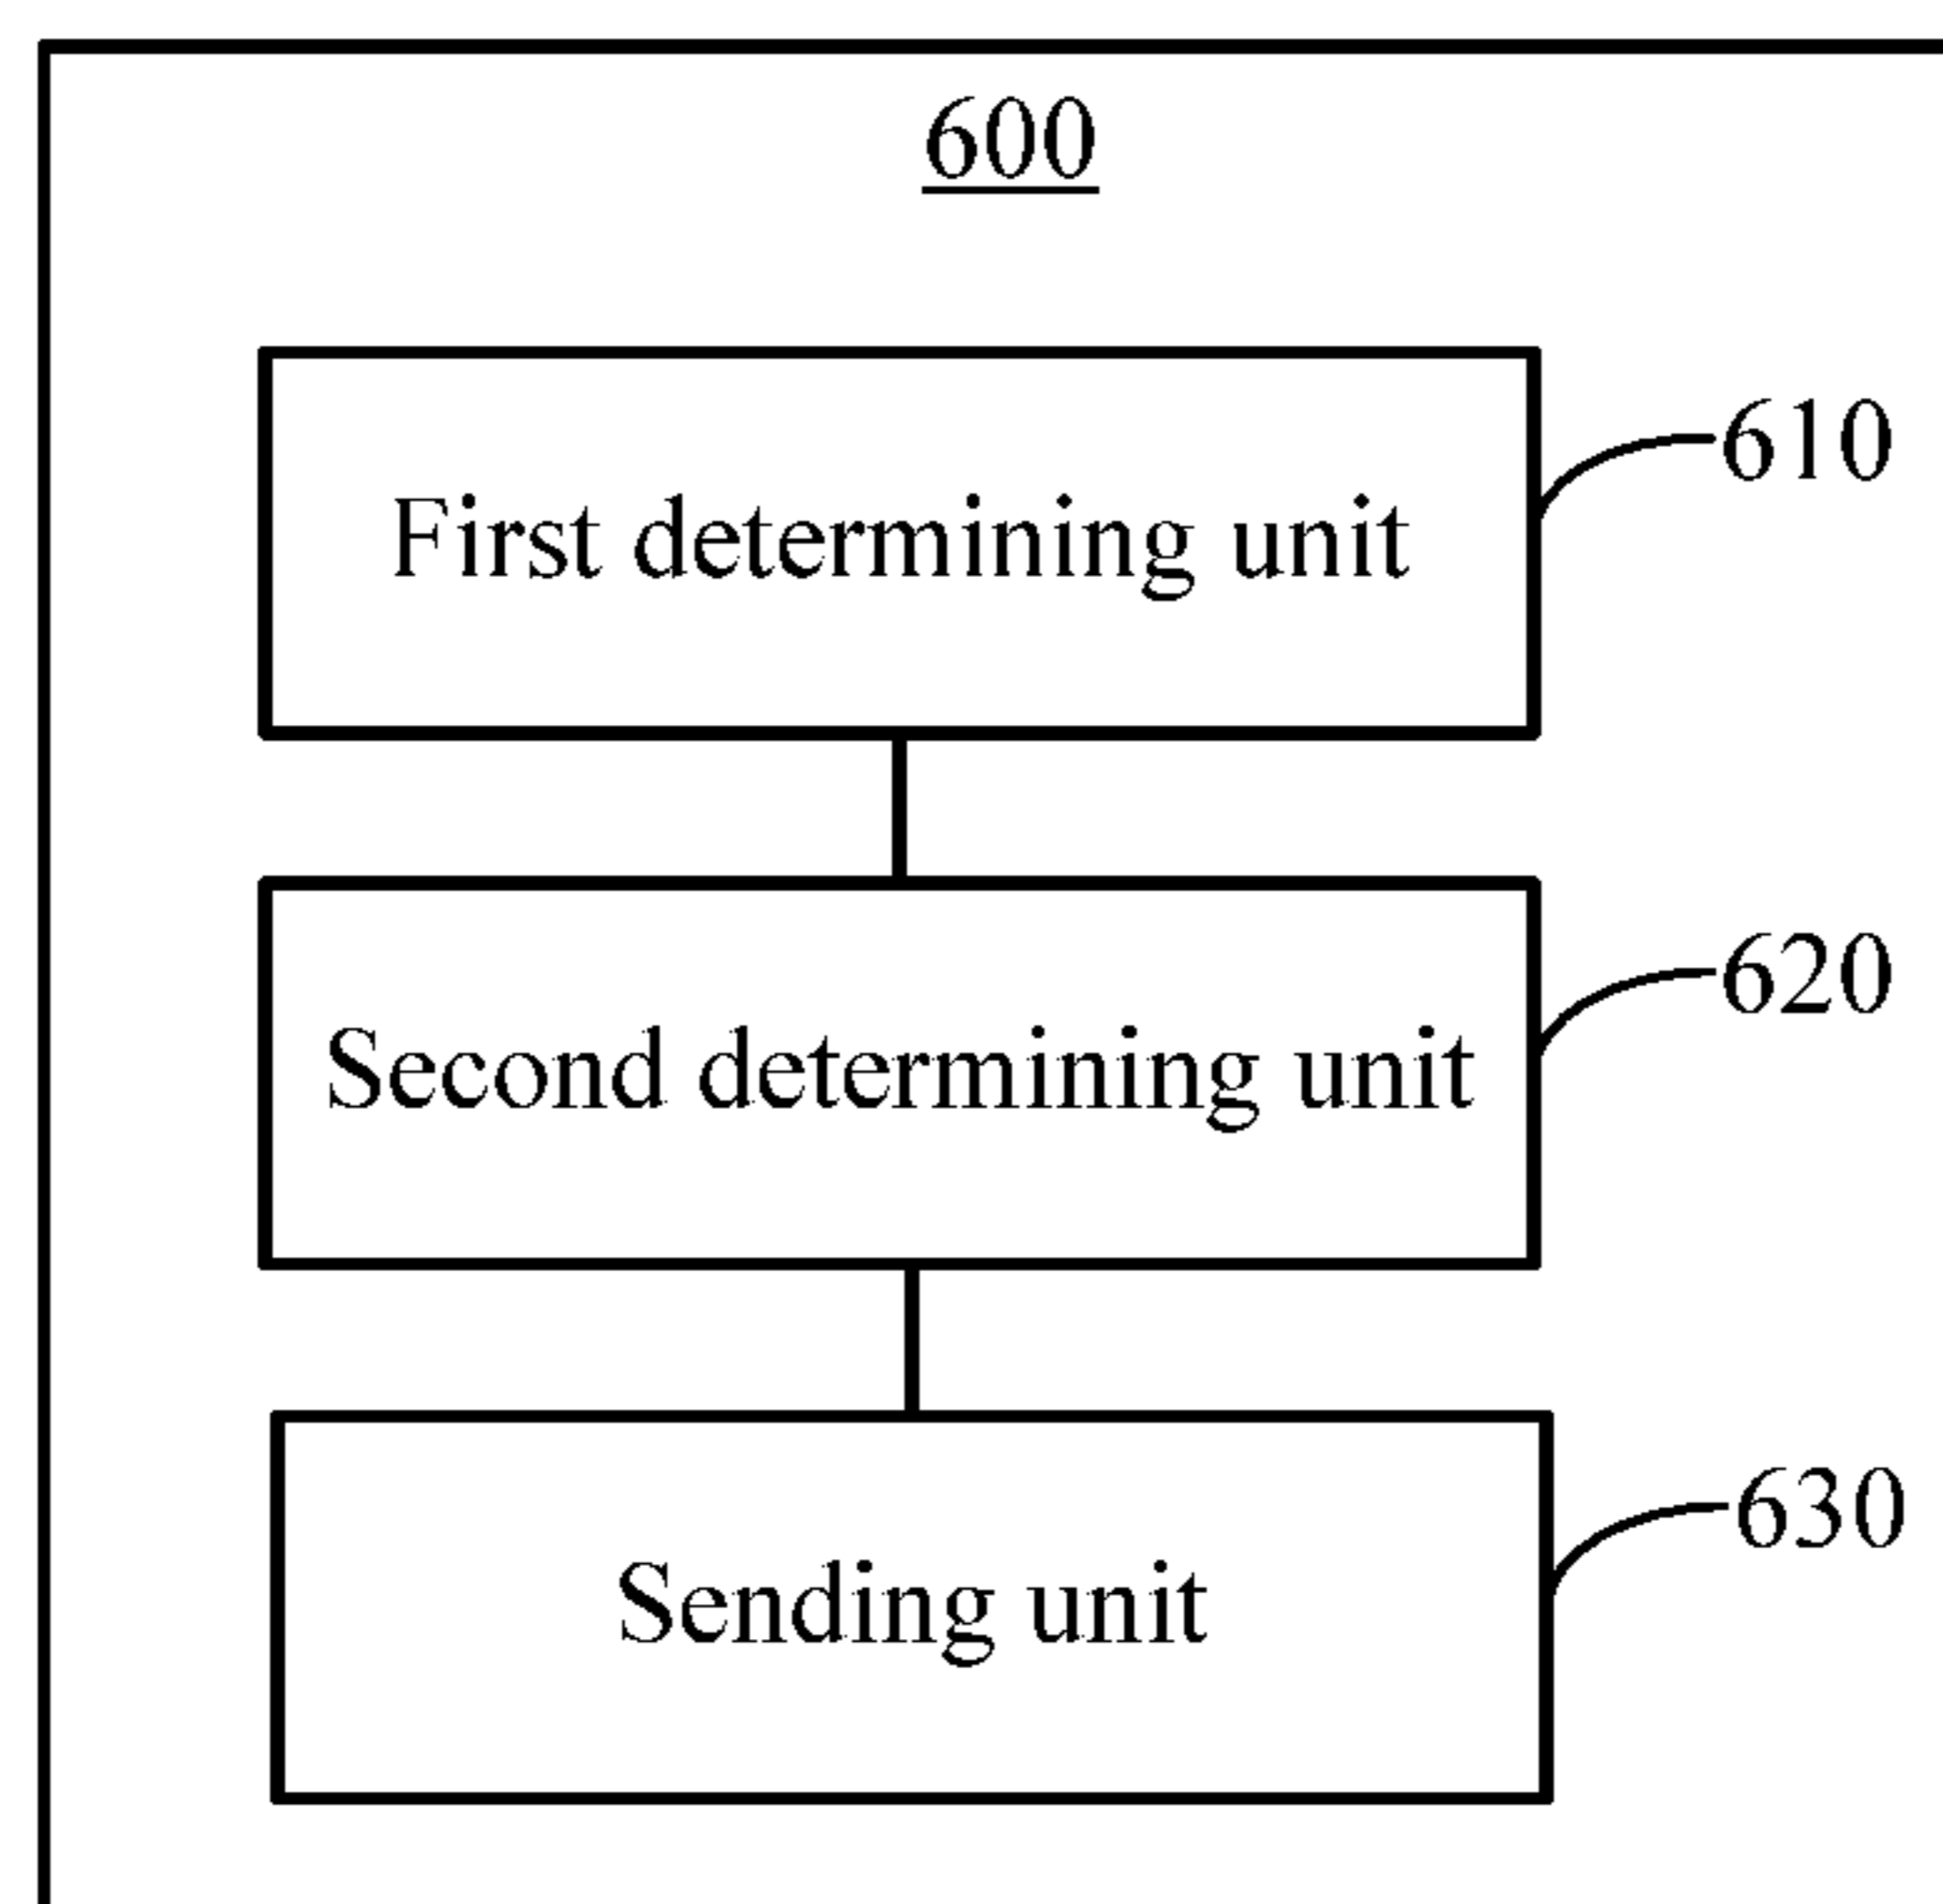 600
First determining unit
610
Second determining unit
620
Sending unit
630